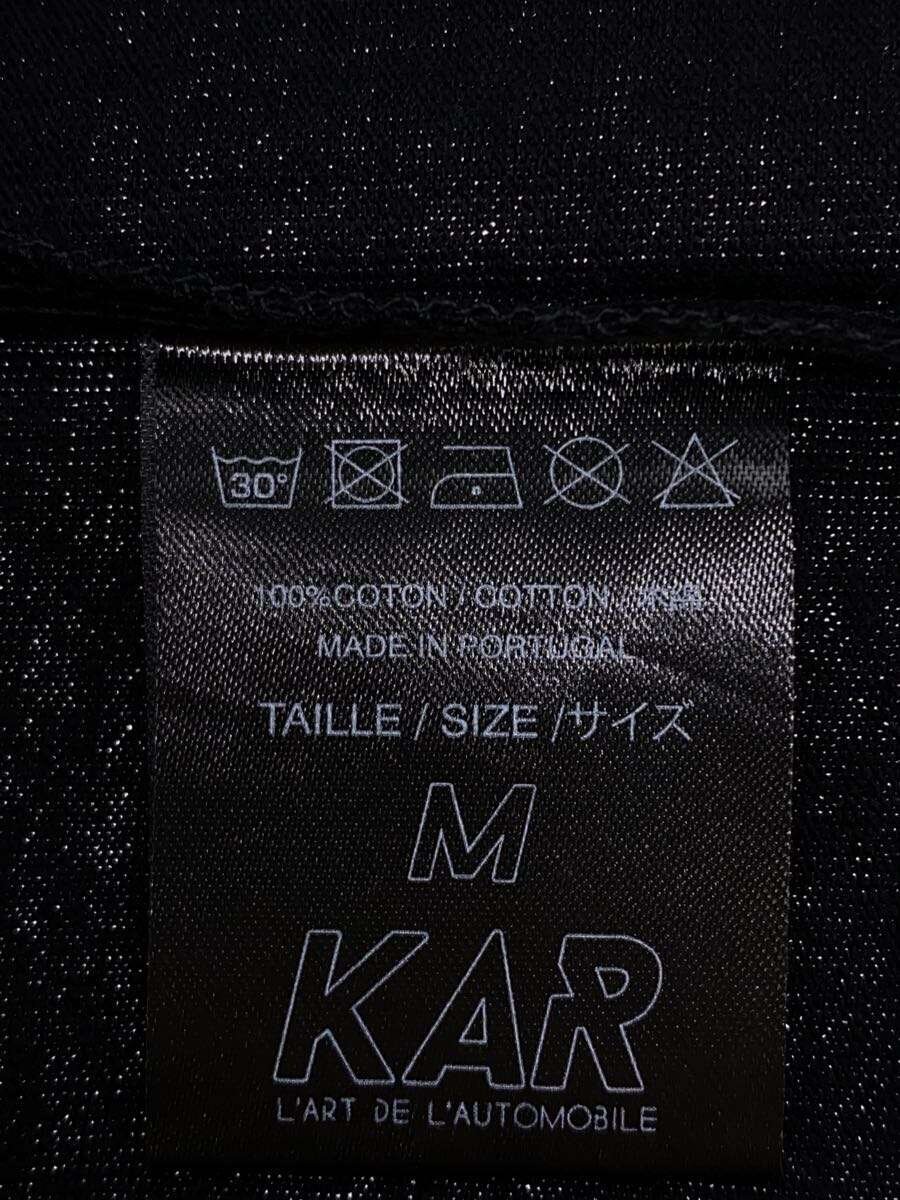 30°
100% COTON / COTTON / 木綿
MADE IN PORTUGAL
TAILLE / SIZE /サイズ
M
KAR
L'ART DE L'AUTOMOBILE